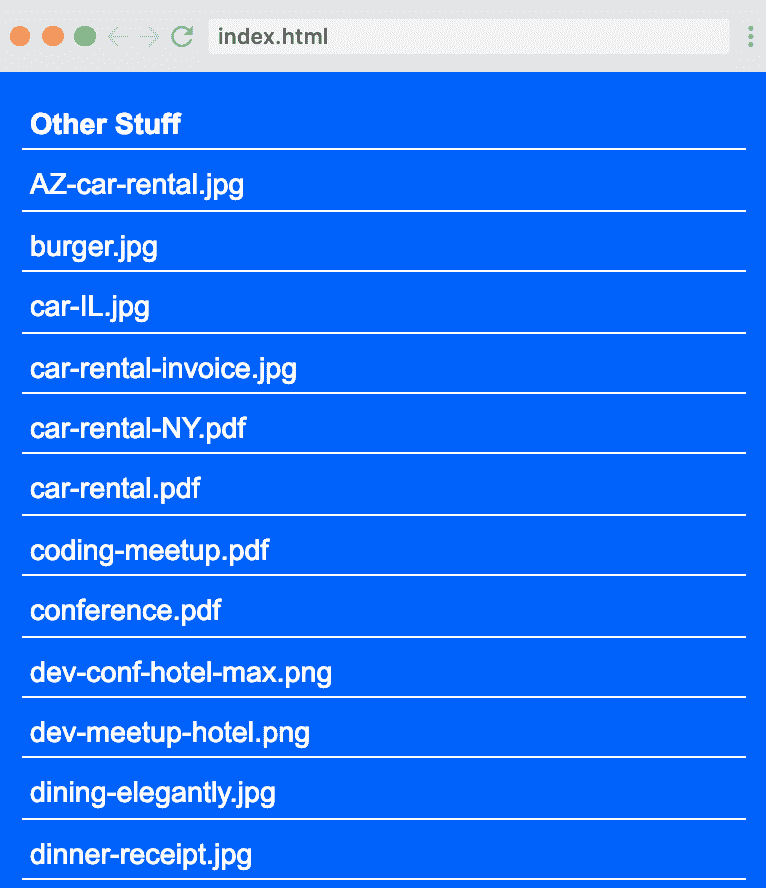 index.html
Other Stuff
AZ-car-rental.jpg
burger.jpg
car-IL.jpg
car-rental-invoice.jpg
car-rental-NY.pdf
car-rental.pdf
coding-meetup.pdf
conference.pdf
dev-conf-hotel-max.png
dev-meetup-hotel.png
dining-elegantly.jpg
dinner-receipt.jpg